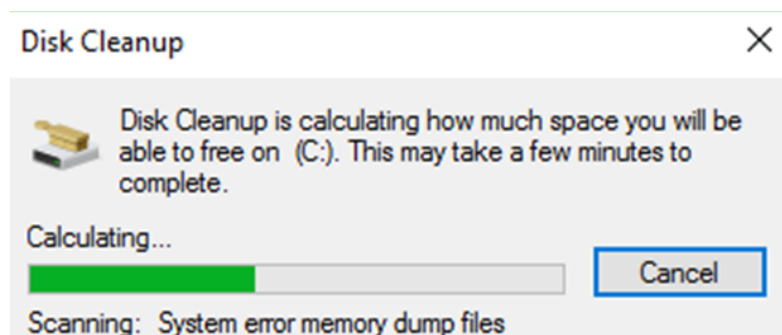 Disk Cleanup
Disk Cleanup is calculating how much space you will be
able to free on  (C:). This may take a few minutes to
complete.
Calculating...
Cancel
Scanning:   System error memory dump files